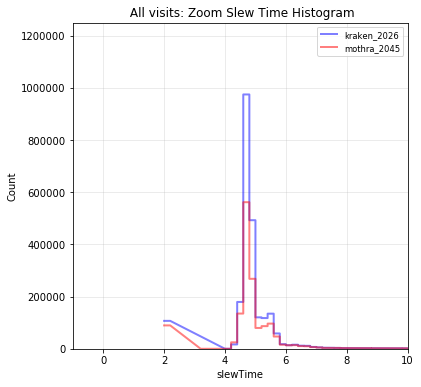 All visits: Zoom Slew Time Histogram
kraken_2026
mothra_2045
1200000
1000000
800000
600000
400000
200000
0
Count
0 2 4 6 8 10
slewTime